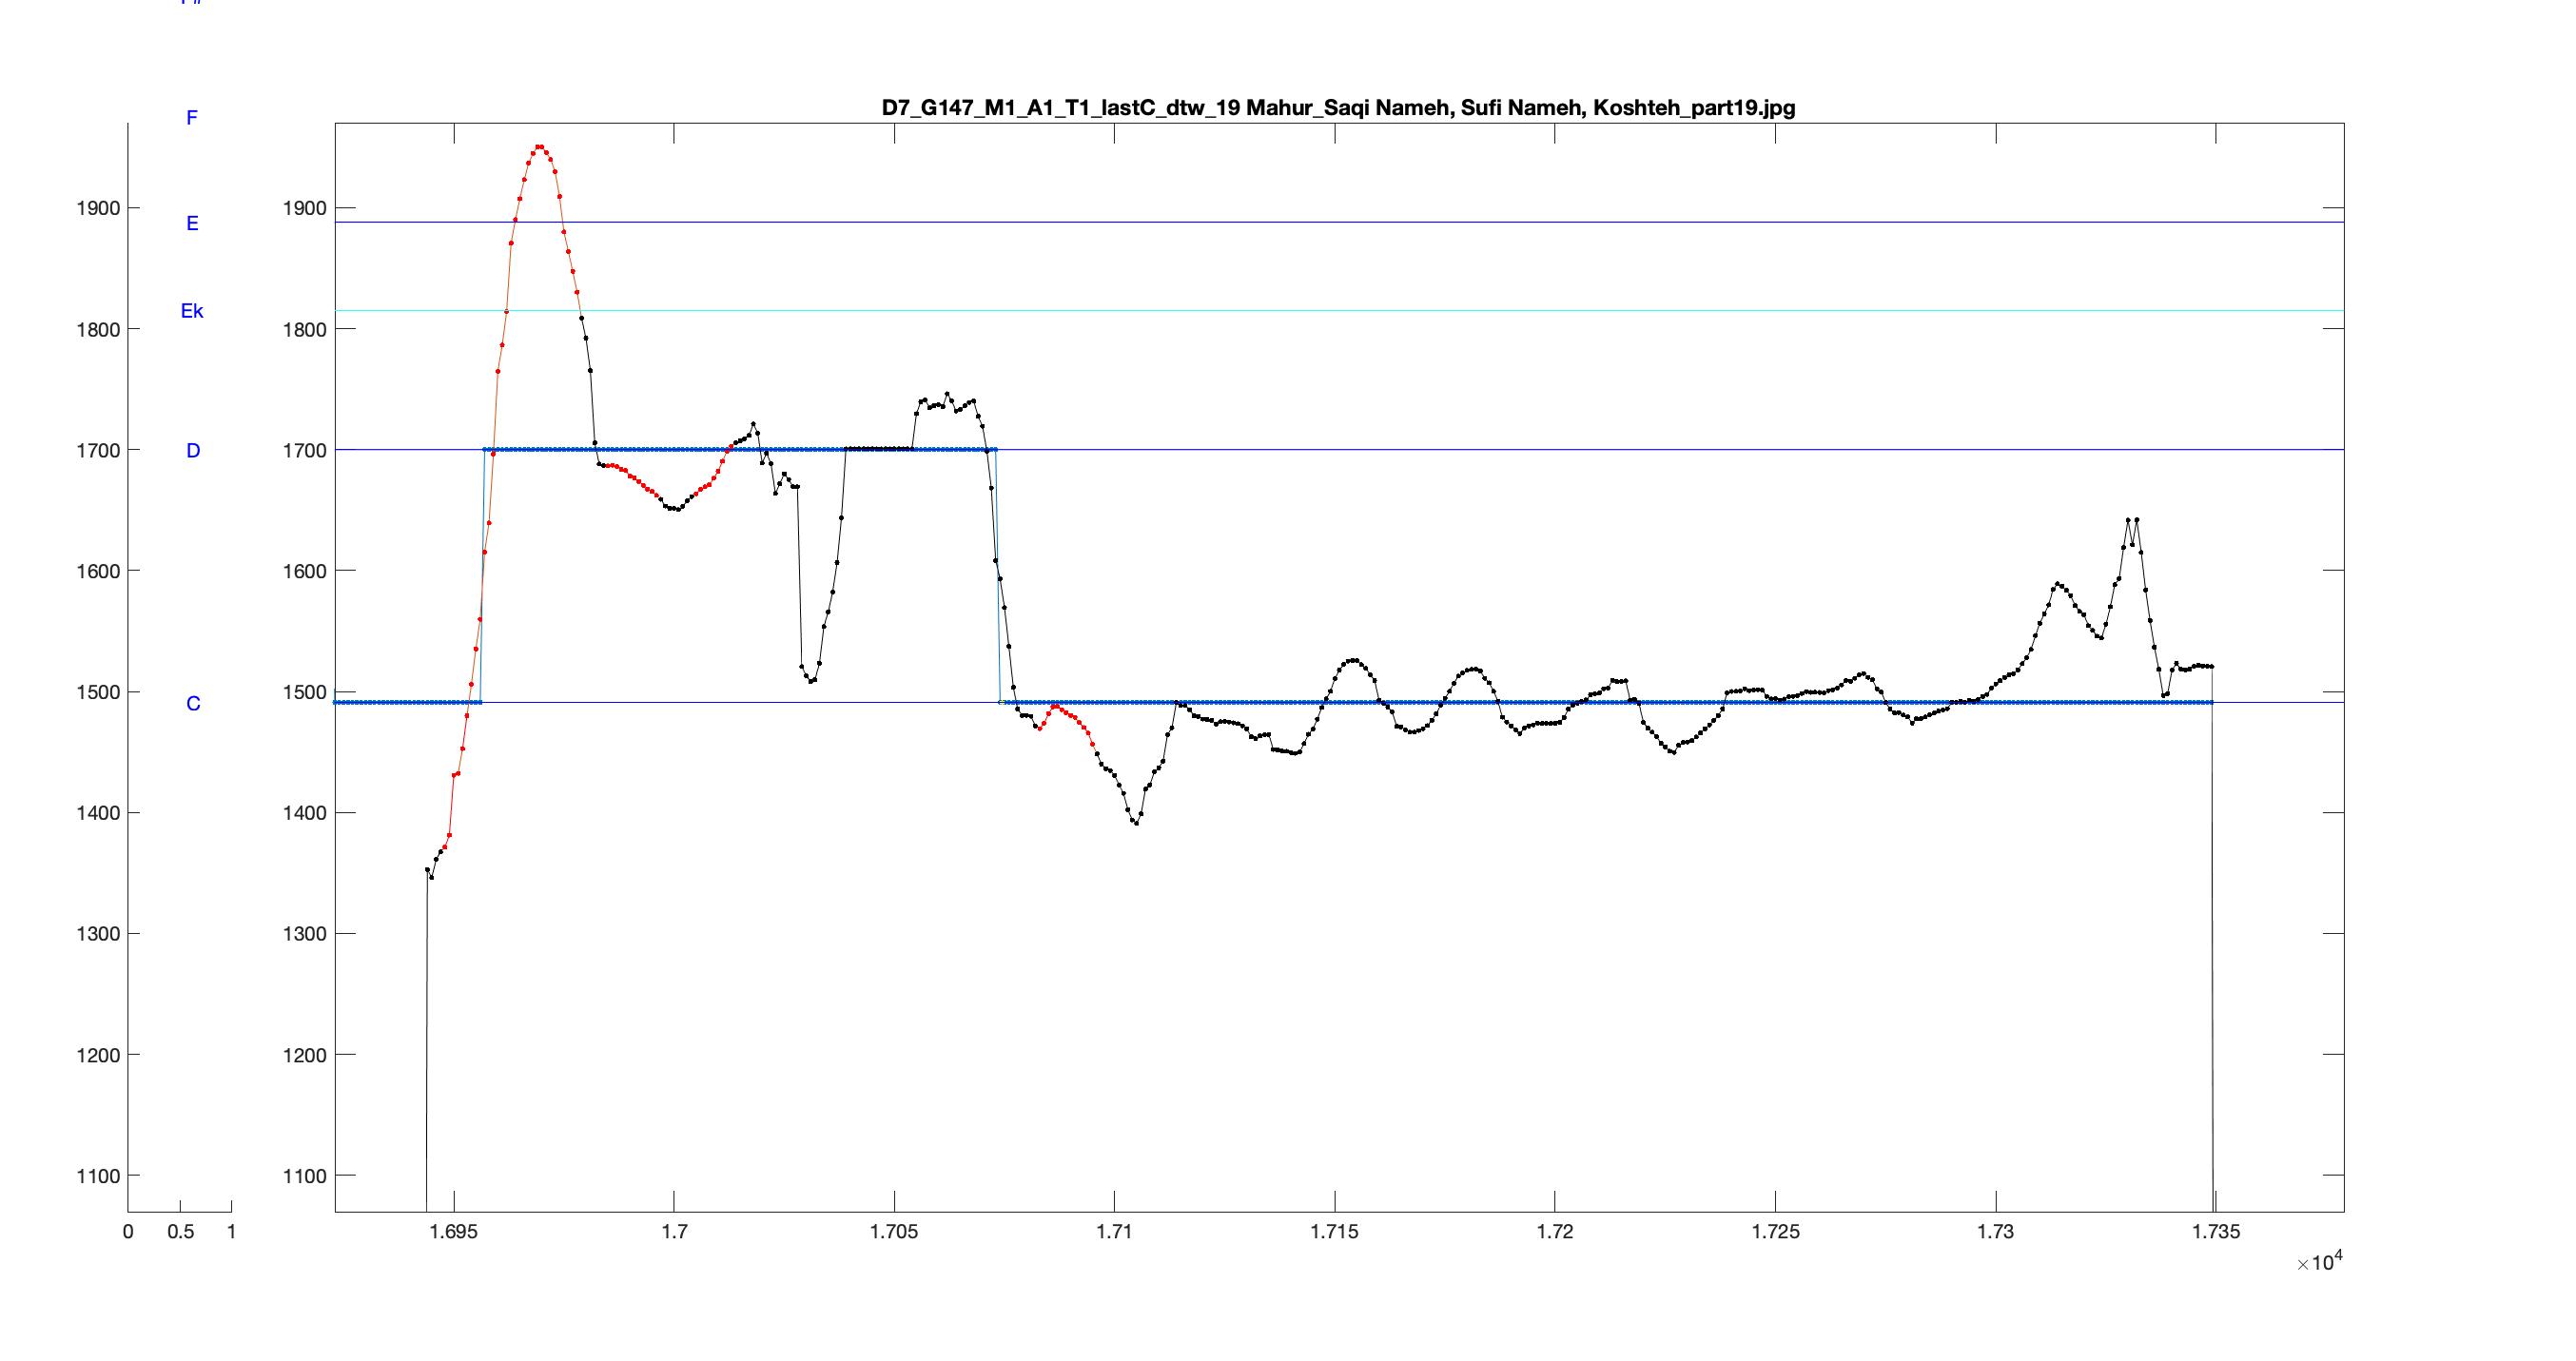 F#
D7_G147_M1_A1_T1_lastC_dtw_19 Mahur_Saqi Nameh, Sufi Nameh, Koshteh_part19.jpg
F
1900 E 1900
Ek
1800 1800
1700 D 1700
1600 1600
1500 C 1500
1400 1400
1300 1300
1200 1200
1100 1100
0 0.5 1 1.695 1.7 1.705 1.71 1.715 1.72 1.725 1.73 1.735
×10⁴